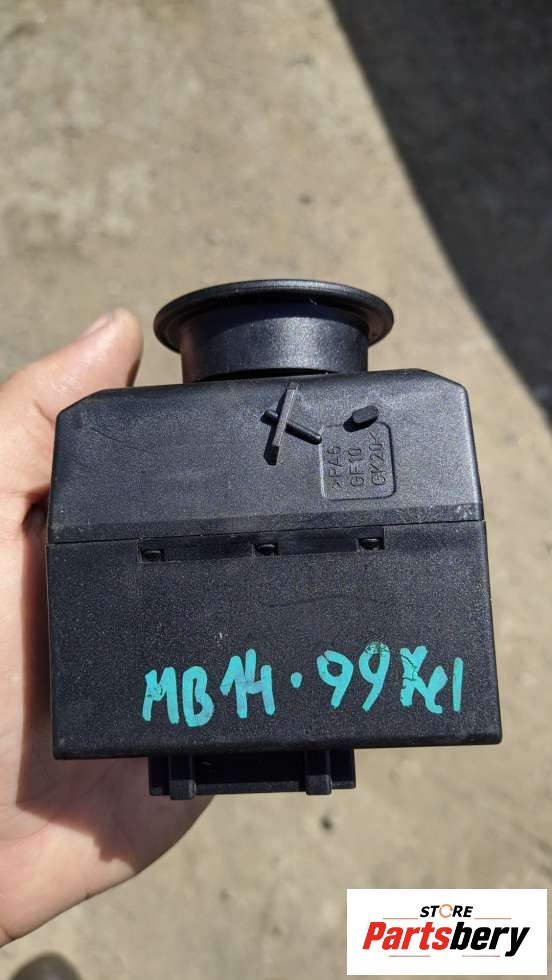 >PA6
GF10
GK20<
MB14.99
STORE
Partsbery